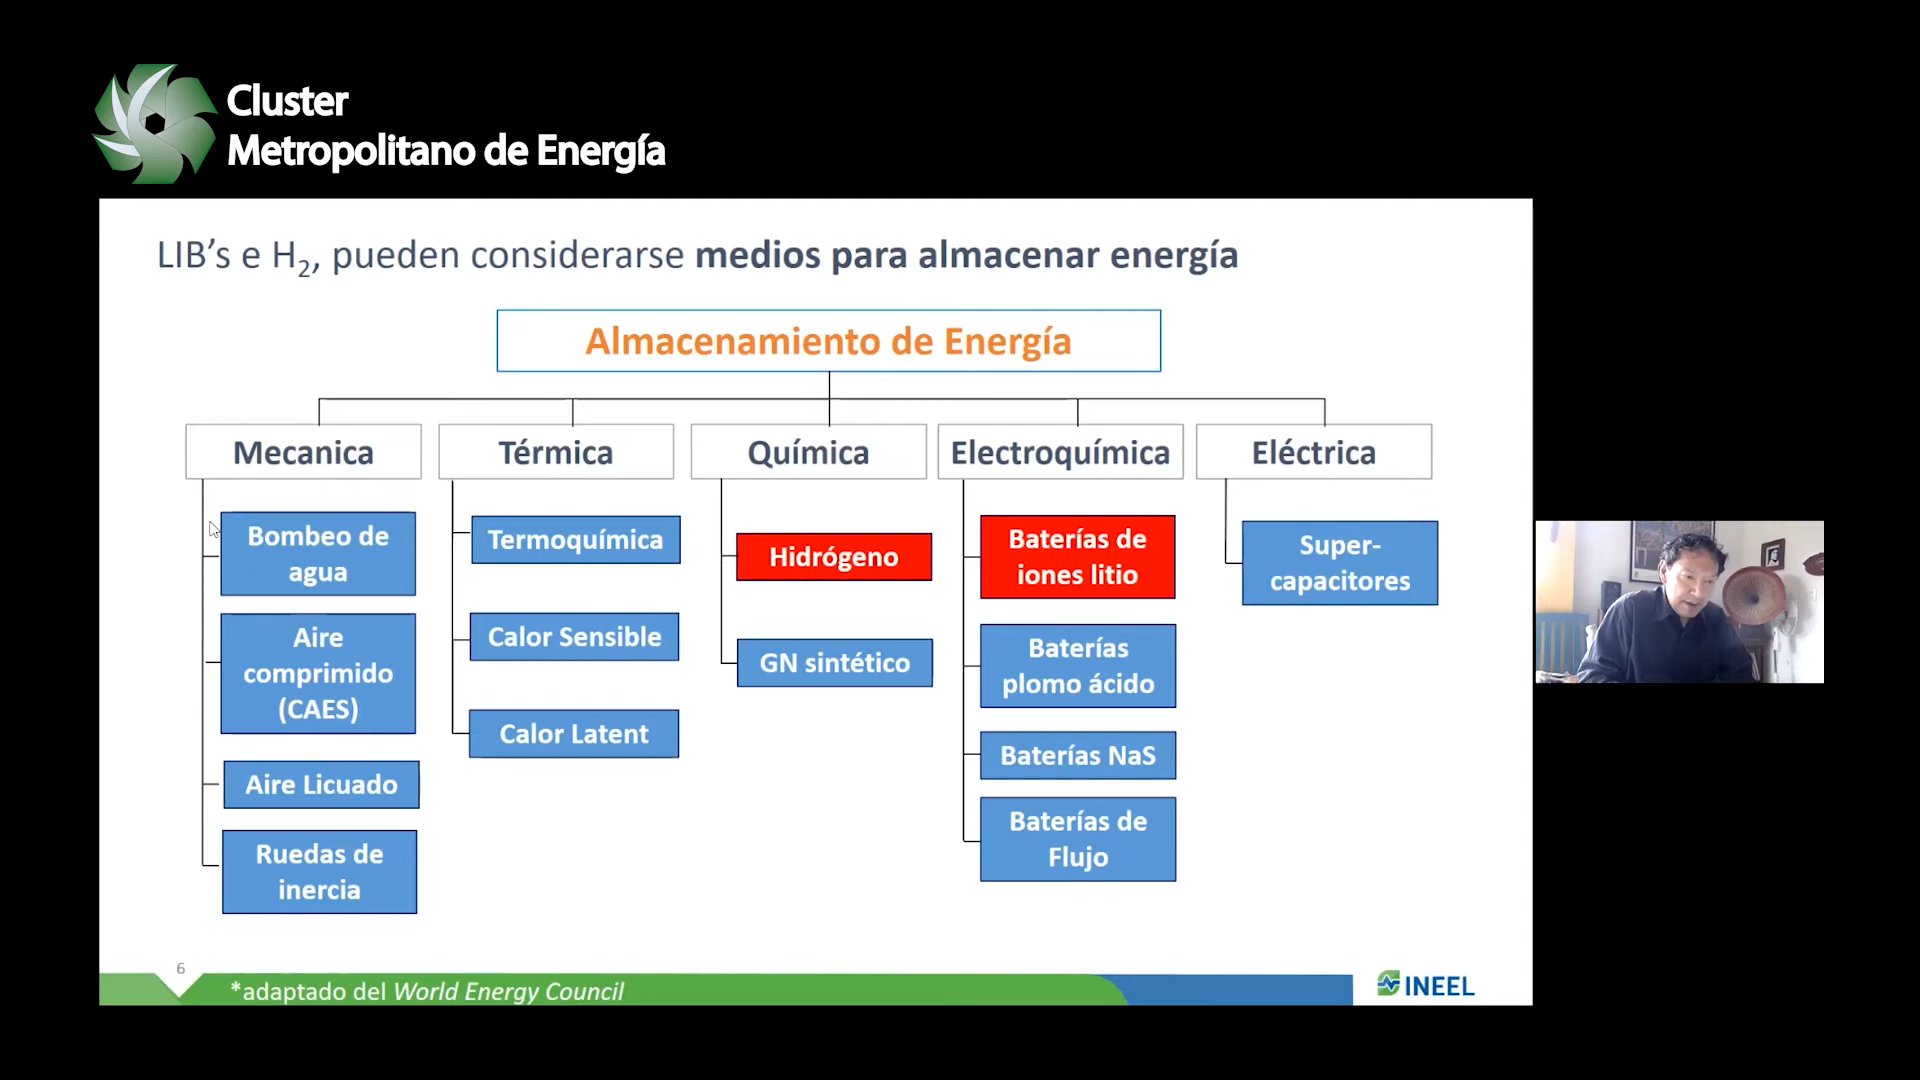 Cluster
Metropolitano de Energía
LIB’s e H2, pueden considerarse medios para almacenar energía
Almacenamiento de Energía
Mecanica
Térmica
Química
Electroquímica
Eléctrica
Bombeo de
agua
Aire
comprimido
(CAES)
Aire Licuado
Ruedas de
inercia
Termoquímica
Calor Sensible
Calor Latent
Hidrógeno
GN sintético
Baterías de
iones litio
Baterías
plomo ácido
Baterías NaS
Baterías de
Flujo
Super-
capacitores
6
*adaptado del World Energy Council
INEEL